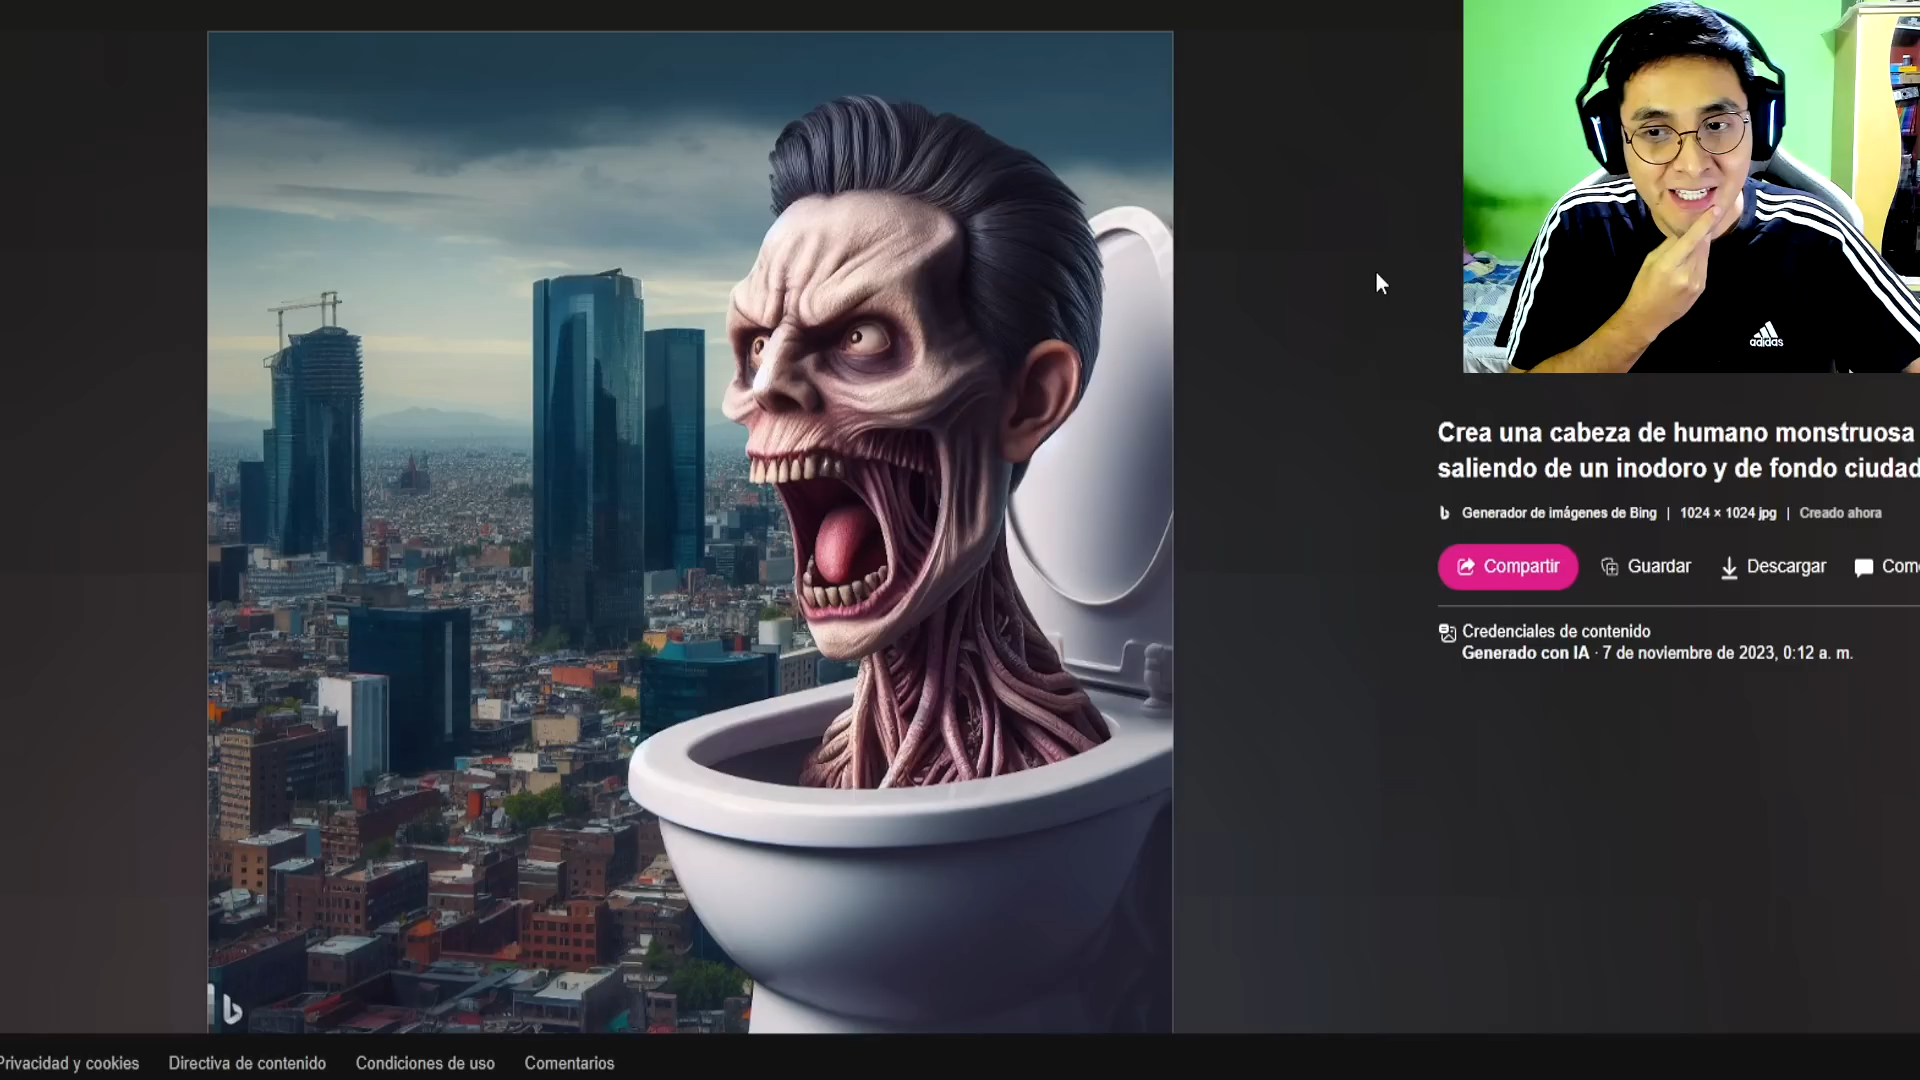 adidas
Crea una cabeza de humano monstruosa
saliendo de un inodoro y de fondo ciudad
Generador de imágenes de Bing | 1024 × 1024 jpg | Creado ahora
Compartir Guardar Descargar Com
Credenciales de contenido
Generado con IA · 7 de noviembre de 2023, 0:12 a. m.
Privacidad y cookies Directiva de contenido Condiciones de uso Comentarios